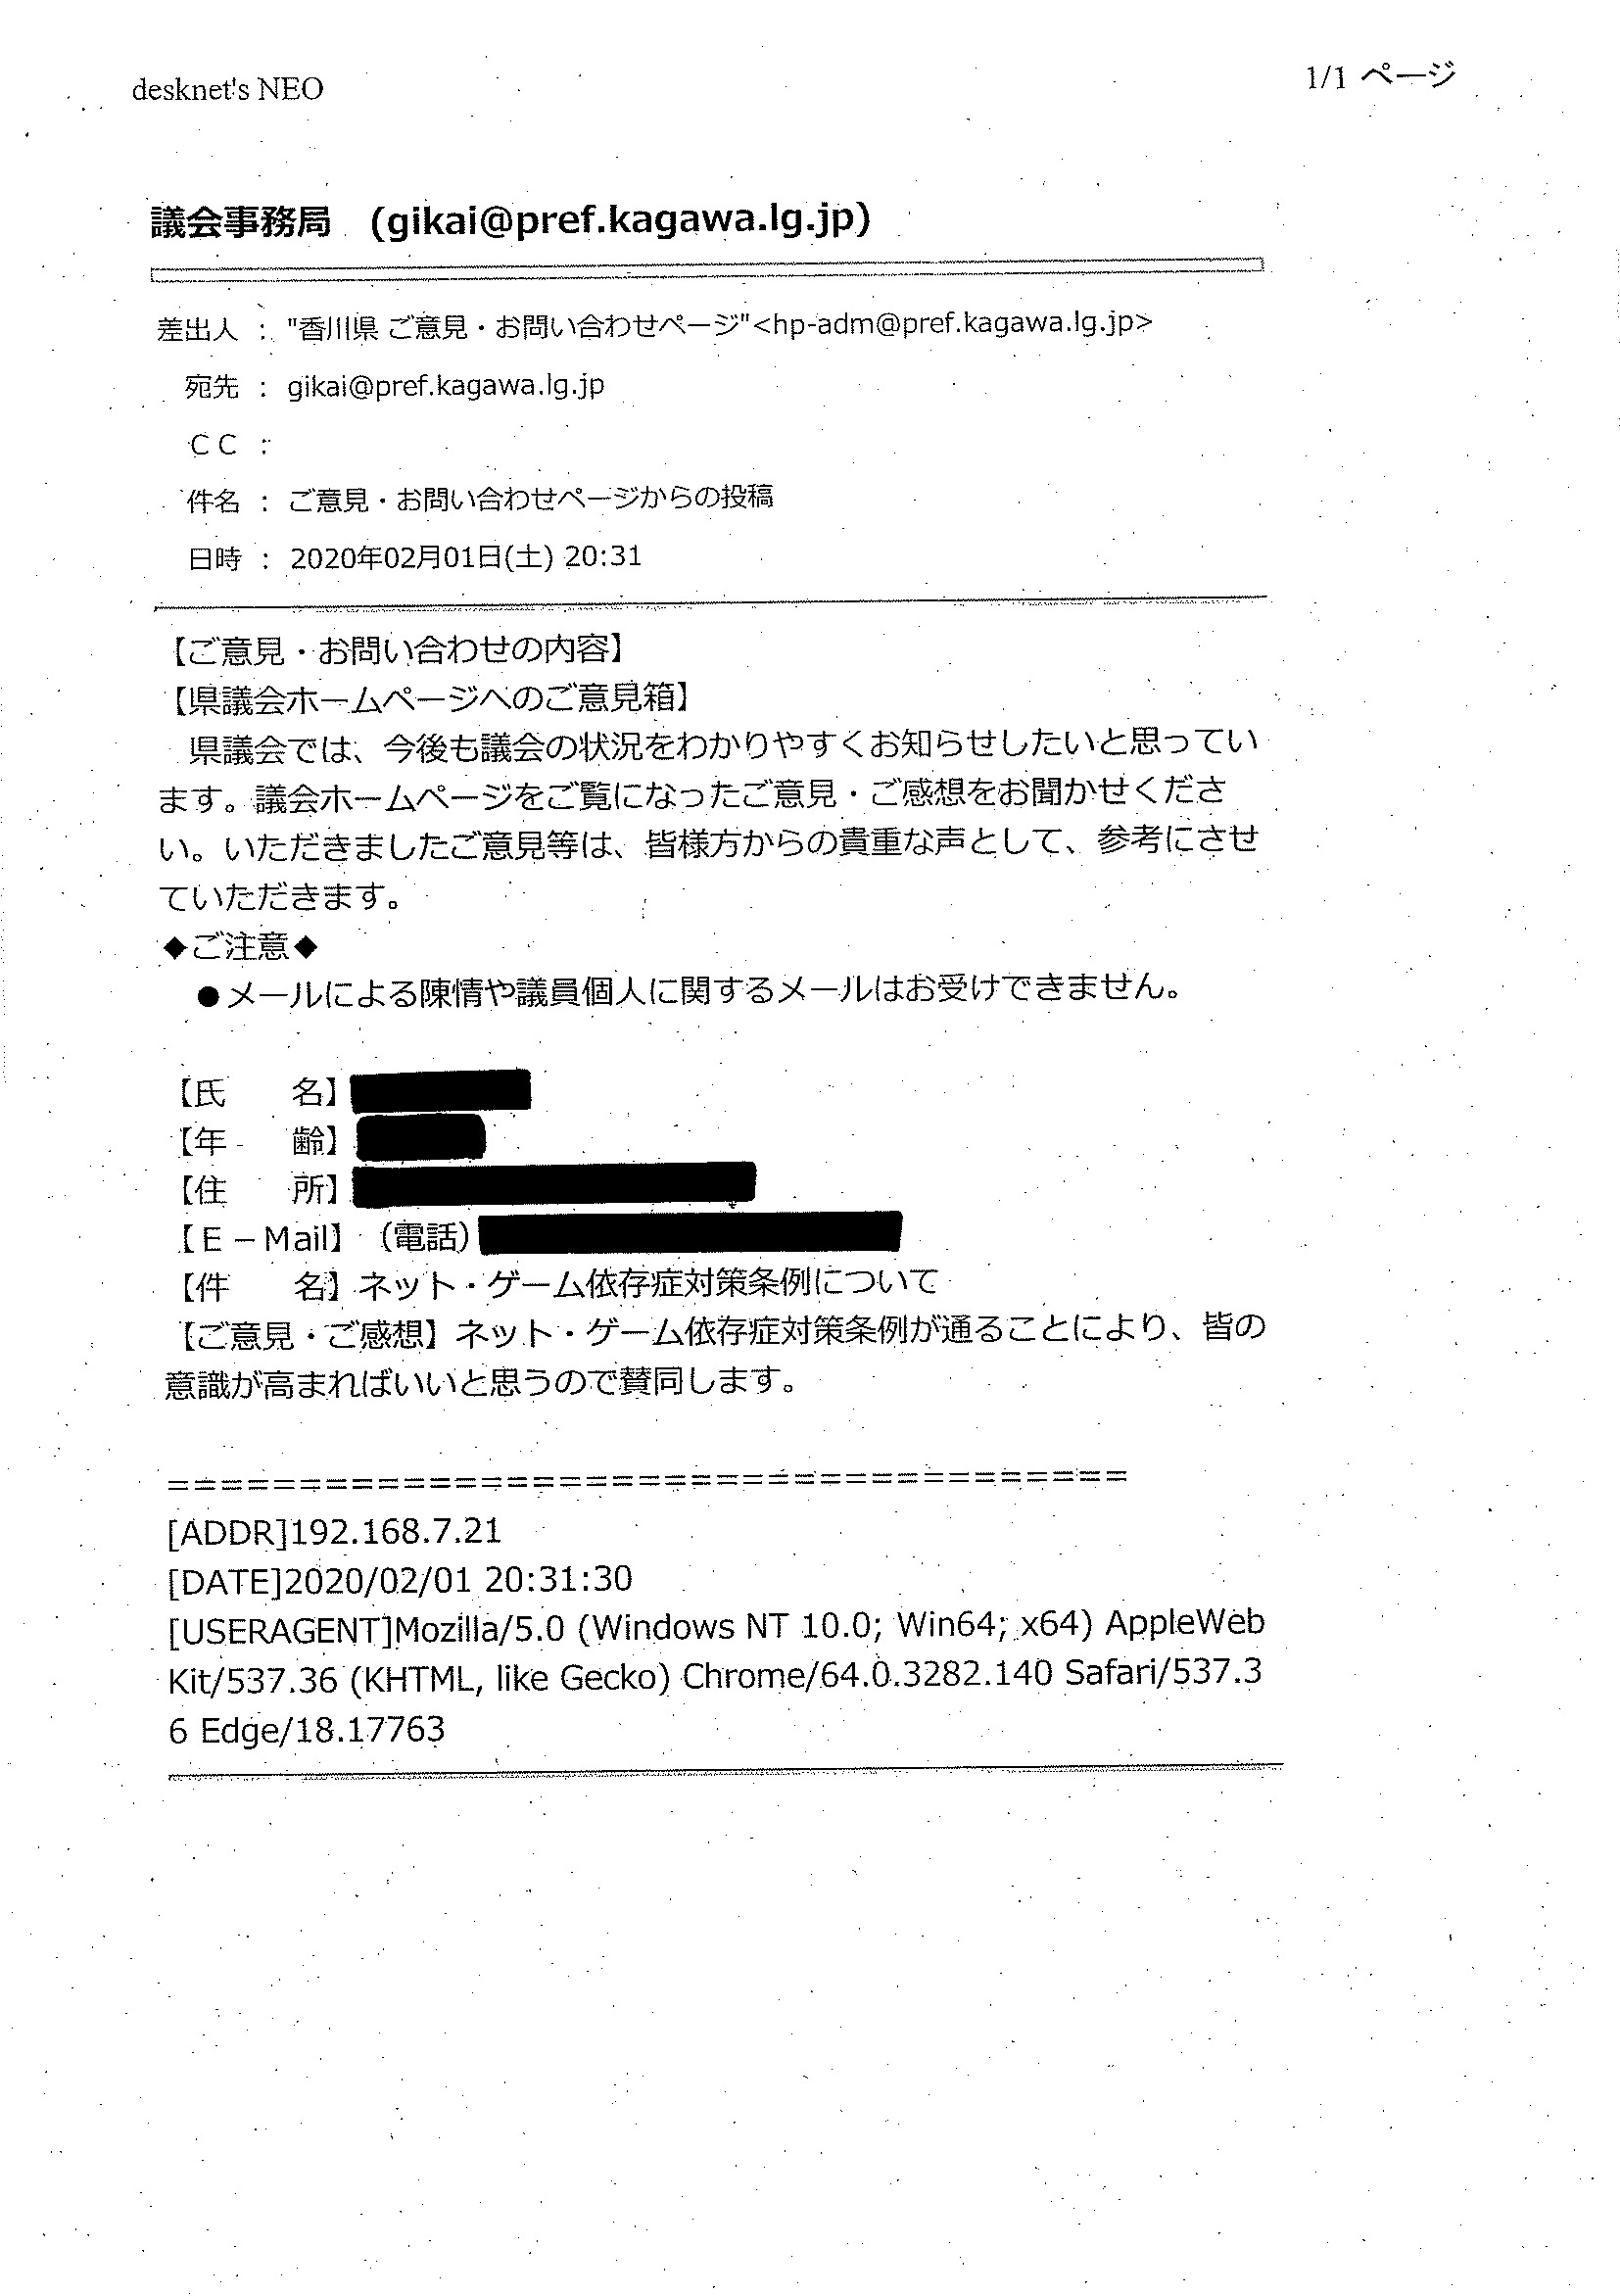 desknet's NEO
1/1 ページ
議会事務局 (gikai@pref.kagawa.lg.jp)
差出人 : "香川県 ご意見・お問い合わせページ"<hp-adm@pref.kagawa.lg.jp>
宛先 : gikai@pref.kagawa.lg.jp
ＣＣ :
件名 : ご意見・お問い合わせページからの投稿
日時 : 2020年02月01日(土) 20:31
【ご意見・お問い合わせの内容】
【県議会ホームページへのご意見箱】
県議会では、今後も議会の状況をわかりやすくお知らせしたいと思ってい
ます。議会ホームページをご覧になったご意見・ご感想をお聞かせくださ
い。いただきましたご意見等は、皆様方からの貴重な声として、参考にさせ
ていただきます。
◆ご注意◆
●メールによる陳情や議員個人に関するメールはお受けできません。
【氏　　名】
【年　　齢】
【住　　所】
【Ｅ－Mail】（電話）
【件　　名】ネット・ゲーム依存症対策条例について
【ご意見・ご感想】ネット・ゲーム依存症対策条例が通ることにより、皆の
意識が高まればいいと思うので賛同します。
=====================================
[ADDR]192.168.7.21
[DATE]2020/02/01 20:31:30
[USERAGENT]Mozilla/5.0 (Windows NT 10.0; Win64; x64) AppleWeb
Kit/537.36 (KHTML, like Gecko) Chrome/64.0.3282.140 Safari/537.3
6 Edge/18.17763